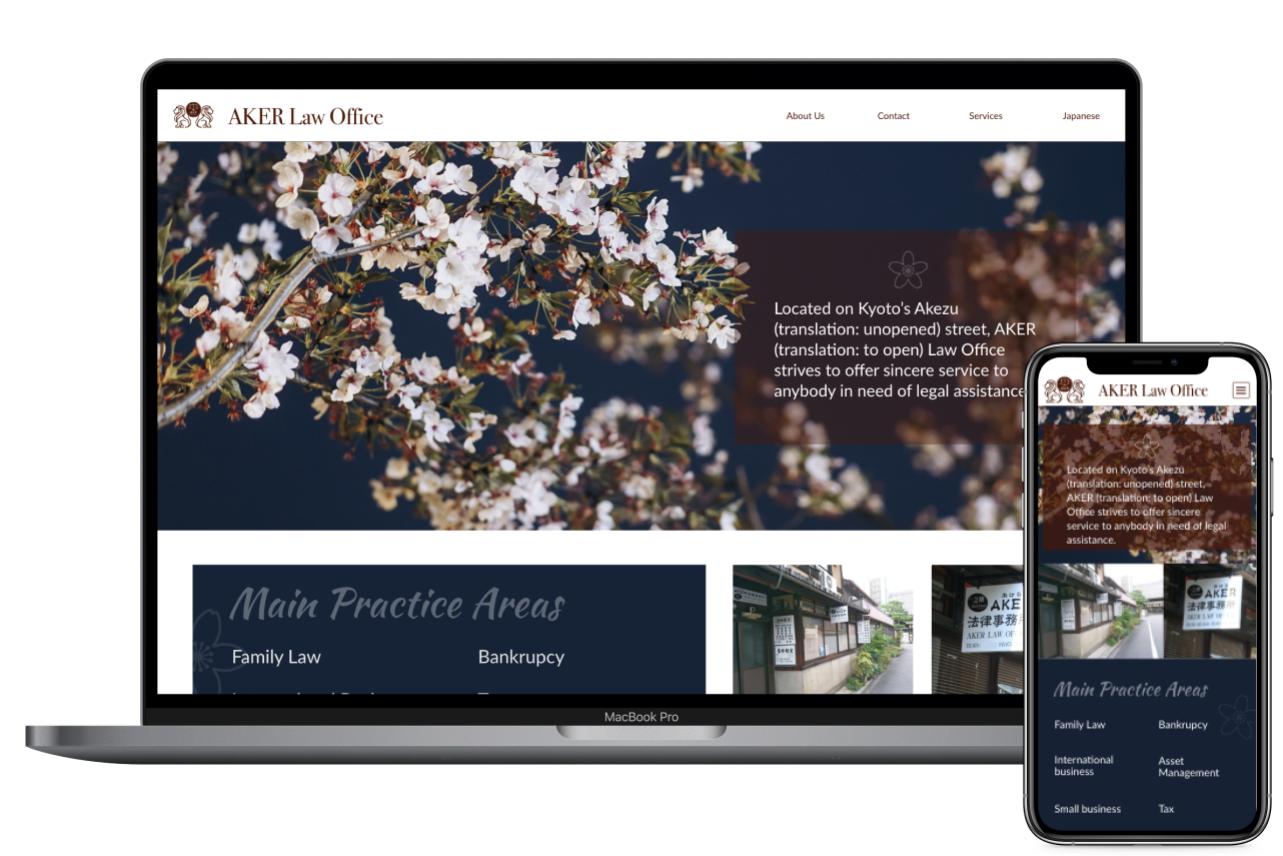 AKER Law Office
About Us
Contact
Services
Japanese
Located on Kyoto's Akezu
(translation: unopened) street, AKER
(translation: to open) Law Office
strives to offer sincere service to
anybody in need of legal assistance
Main Practice Areas
Family Law
Bankrupcy
AKE
法律事務所
AKER LAW OF
MacBook Pro
AKER Law Office
Located on Kyoto's Akezu
(translation: unopened) street,
AKER (translation: to open) Law
Office strives to offer sincere
service to anybody in need of legal
assistance.
AKER
法律事務所
AKER LAW OFFICE
Main Practice Areas
Family Law
Bankrupcy
International
business
Asset
Management
Small business
Tax